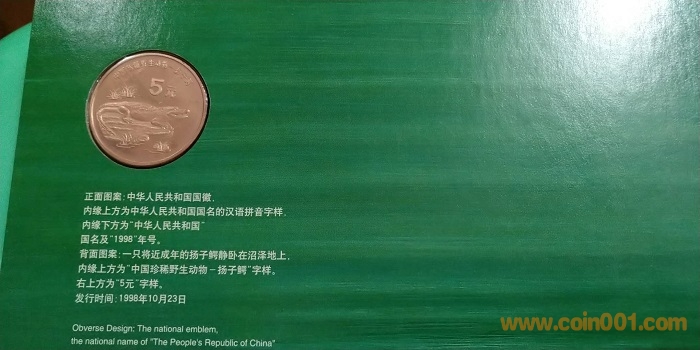 5元
正面图案:中华人民共和国国徽,
内缘上方为中华人民共和国国名的汉语拼音字样,
内缘下方为"中华人民共和国"
国名及"1998"年号。
背面图案:一只将近成年的扬子鳄静卧在沼泽地上,
内缘上方为"中国珍稀野生动物-扬子鳄"字样。
右上方为"5元"字样。
发行时间:1998年10月23日
Obverse Design: The national emblem,
the national name of "The People's Republic of China"
www.coin001.com